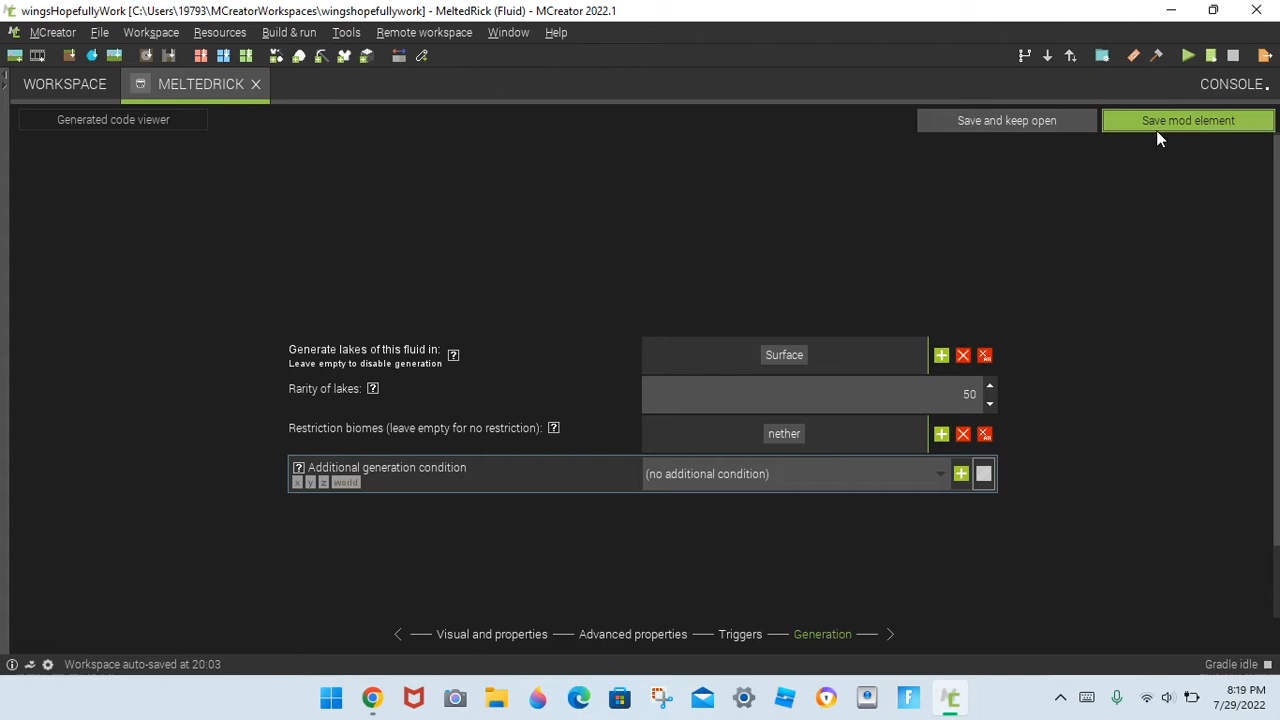 wingsHopefullyWork [C:\Users\19793\MCreatorWorkspaces\wingshopefullywork] - MeltedRick (Fluid) - MCreator 2022.1
MCreator File Workspace Resources Build & run Tools Remote workspace Window Help
WORKSPACE MELTEDRICK CONSOLE
Generated code viewer Save and keep open Save mod element
Generate lakes of this fluid in: ? Surface
Leave empty to disable generation
Rarity of lakes: ? 50
Restriction biomes (leave empty for no restriction): ? nether
? Additional generation condition (no additional condition)
x y z world
Visual and properties Advanced properties Triggers Generation
Workspace auto-saved at 20:03 Gradle idle
8:19 PM
7/29/2022